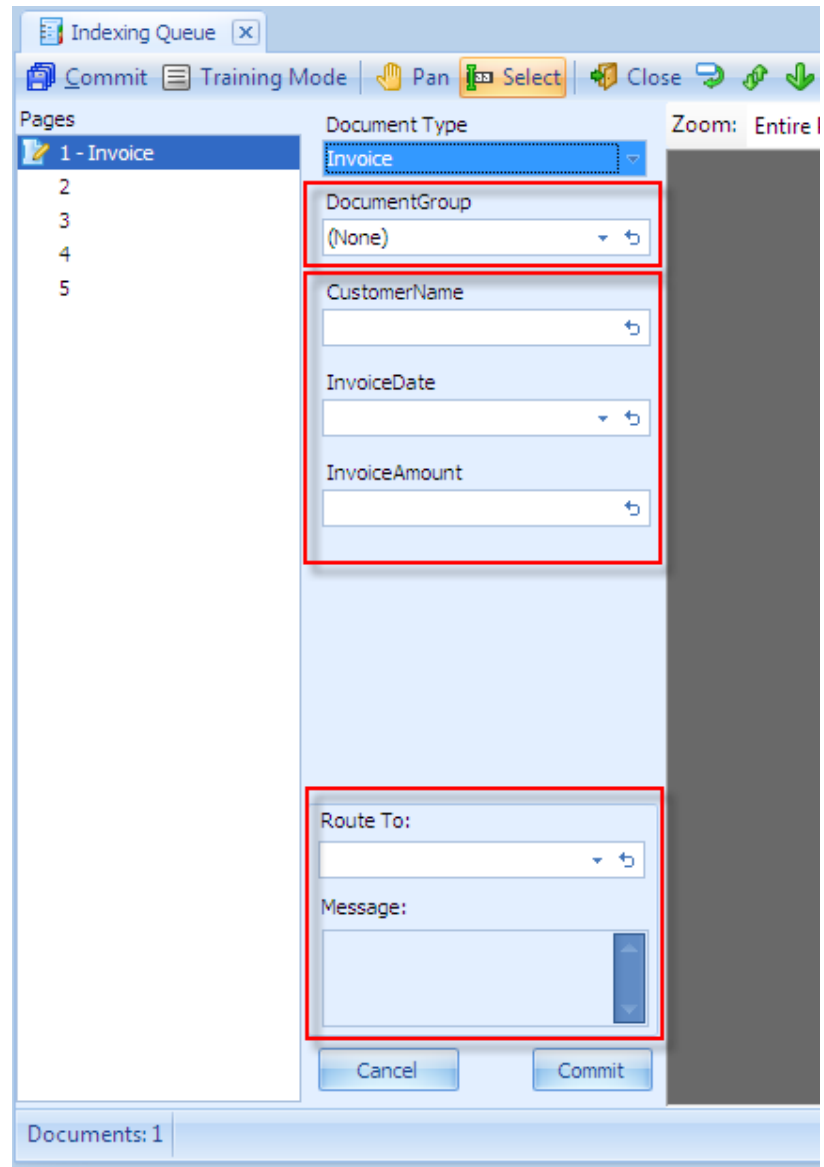 Indexing Queue
Commit Training Mode Pan Select Close
Pages
1 - Invoice
2
3
4
5
Document Type
Invoice
DocumentGroup
(None)
CustomerName
InvoiceDate
InvoiceAmount
Route To:
Message:
Cancel Commit
Zoom: Entire
Documents: 1